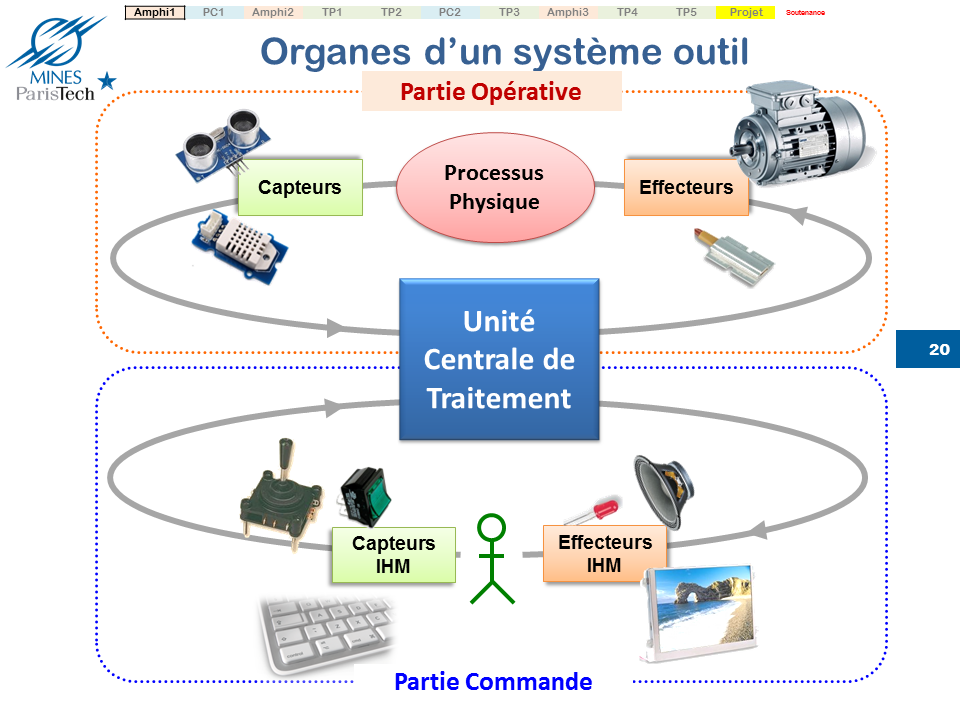 Amphi1 PC1 Amphi2 TP1 TP2 PC2 TP3 Amphi3 TP4 TP5 Projet Soutenance
MINES
ParisTech
Organes d’un système outil
Partie Opérative
Capteurs
Processus
Physique
Effecteurs
Unité
Centrale de
Traitement
20
Capteurs
IHM
Effecteurs
IHM
Partie Commande